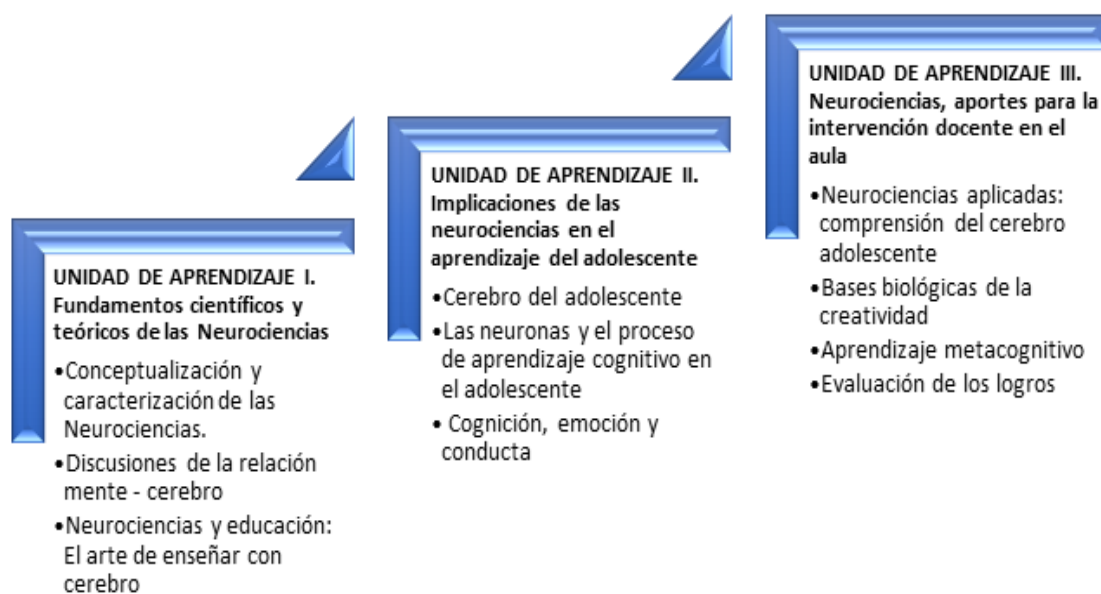 UNIDAD DE APRENDIZAJE I.
Fundamentos científicos y
teóricos de las Neurociencias
•Conceptualización y
caracterización de las
Neurociencias.
•Discusiones de la relación
mente - cerebro
•Neurociencias y educación:
El arte de enseñar con
cerebro
UNIDAD DE APRENDIZAJE II.
Implicaciones de las
neurociencias en el
aprendizaje del adolescente
•Cerebro del adolescente
•Las neuronas y el proceso
de aprendizaje cognitivo en
el adolescente
• Cognición, emoción y
conducta
UNIDAD DE APRENDIZAJE III.
Neurociencias, aportes para la
intervención docente en el
aula
•Neurociencias aplicadas:
comprensión del cerebro
adolescente
•Bases biológicas de la
creatividad
•Aprendizaje metacognitivo
•Evaluación de los logros